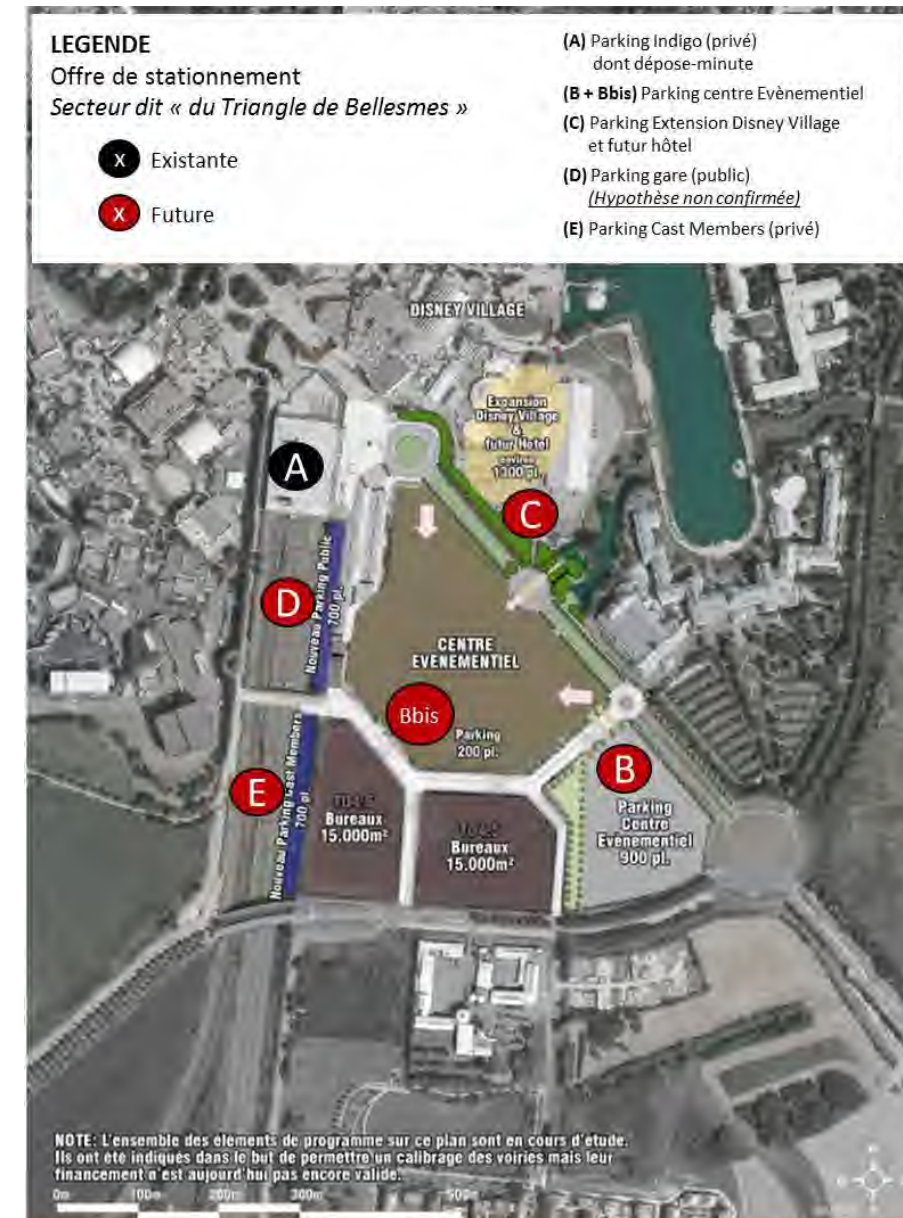 LEGENDE
Offre de stationnement
Secteur dit « du Triangle de Bellesmes »
x Existante
x Future
(A) Parking Indigo (privé)
dont dépose-minute
(B + Bbis) Parking centre Evènementiel
(C) Parking Extension Disney Village
et futur hôtel
(D) Parking gare (public)
(Hypothèse non confirmée)
(E) Parking Cast Members (privé)
DISNEY VILLAGE
Expansion
Disney Village
&
futur Hotel
environ
1300 pl.
A
C
D
Nouveau Parking Public
700 pl.
CENTRE
EVENEMENTIEL
Bbis
Parking
200 pl.
B
Parking
Centre
Evènementiel
900 pl.
E
Nouveau Parking Cast Members
700 pl.
Bureaux
15.000m²
Bureaux
15.000m²
NOTE: L'ensemble des éléments de programme sur ce plan sont en cours d'étude.
Ils ont été indiqués dans le but de permettre un calibrage des voiries mais leur
financement n'est aujourd'hui pas encore validé.
0m 100m 200m 300m 500m